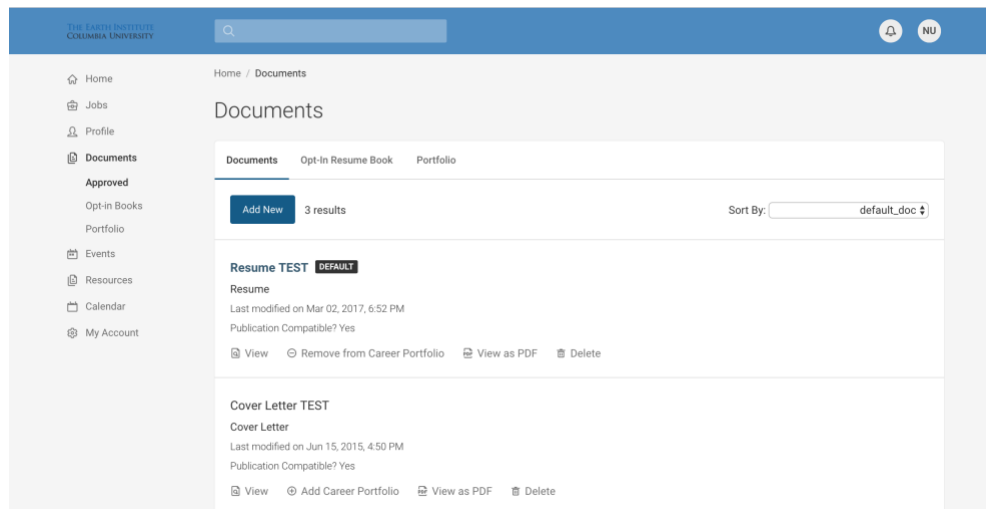 THE EARTH INSTITUTE
COLUMBIA UNIVERSITY
NU
Home
Jobs
Profile
Documents
Approved
Opt-in Books
Portfolio
Events
Resources
Calendar
My Account
Home / Documents
Documents
Documents Opt-In Resume Book Portfolio
Add New 3 results Sort By: default_doc
Resume TEST DEFAULT
Resume
Last modified on Mar 02, 2017, 6:52 PM
Publication Compatible? Yes
View Remove from Career Portfolio View as PDF Delete
Cover Letter TEST
Cover Letter
Last modified on Jun 15, 2015, 4:50 PM
Publication Compatible? Yes
View Add Career Portfolio View as PDF Delete